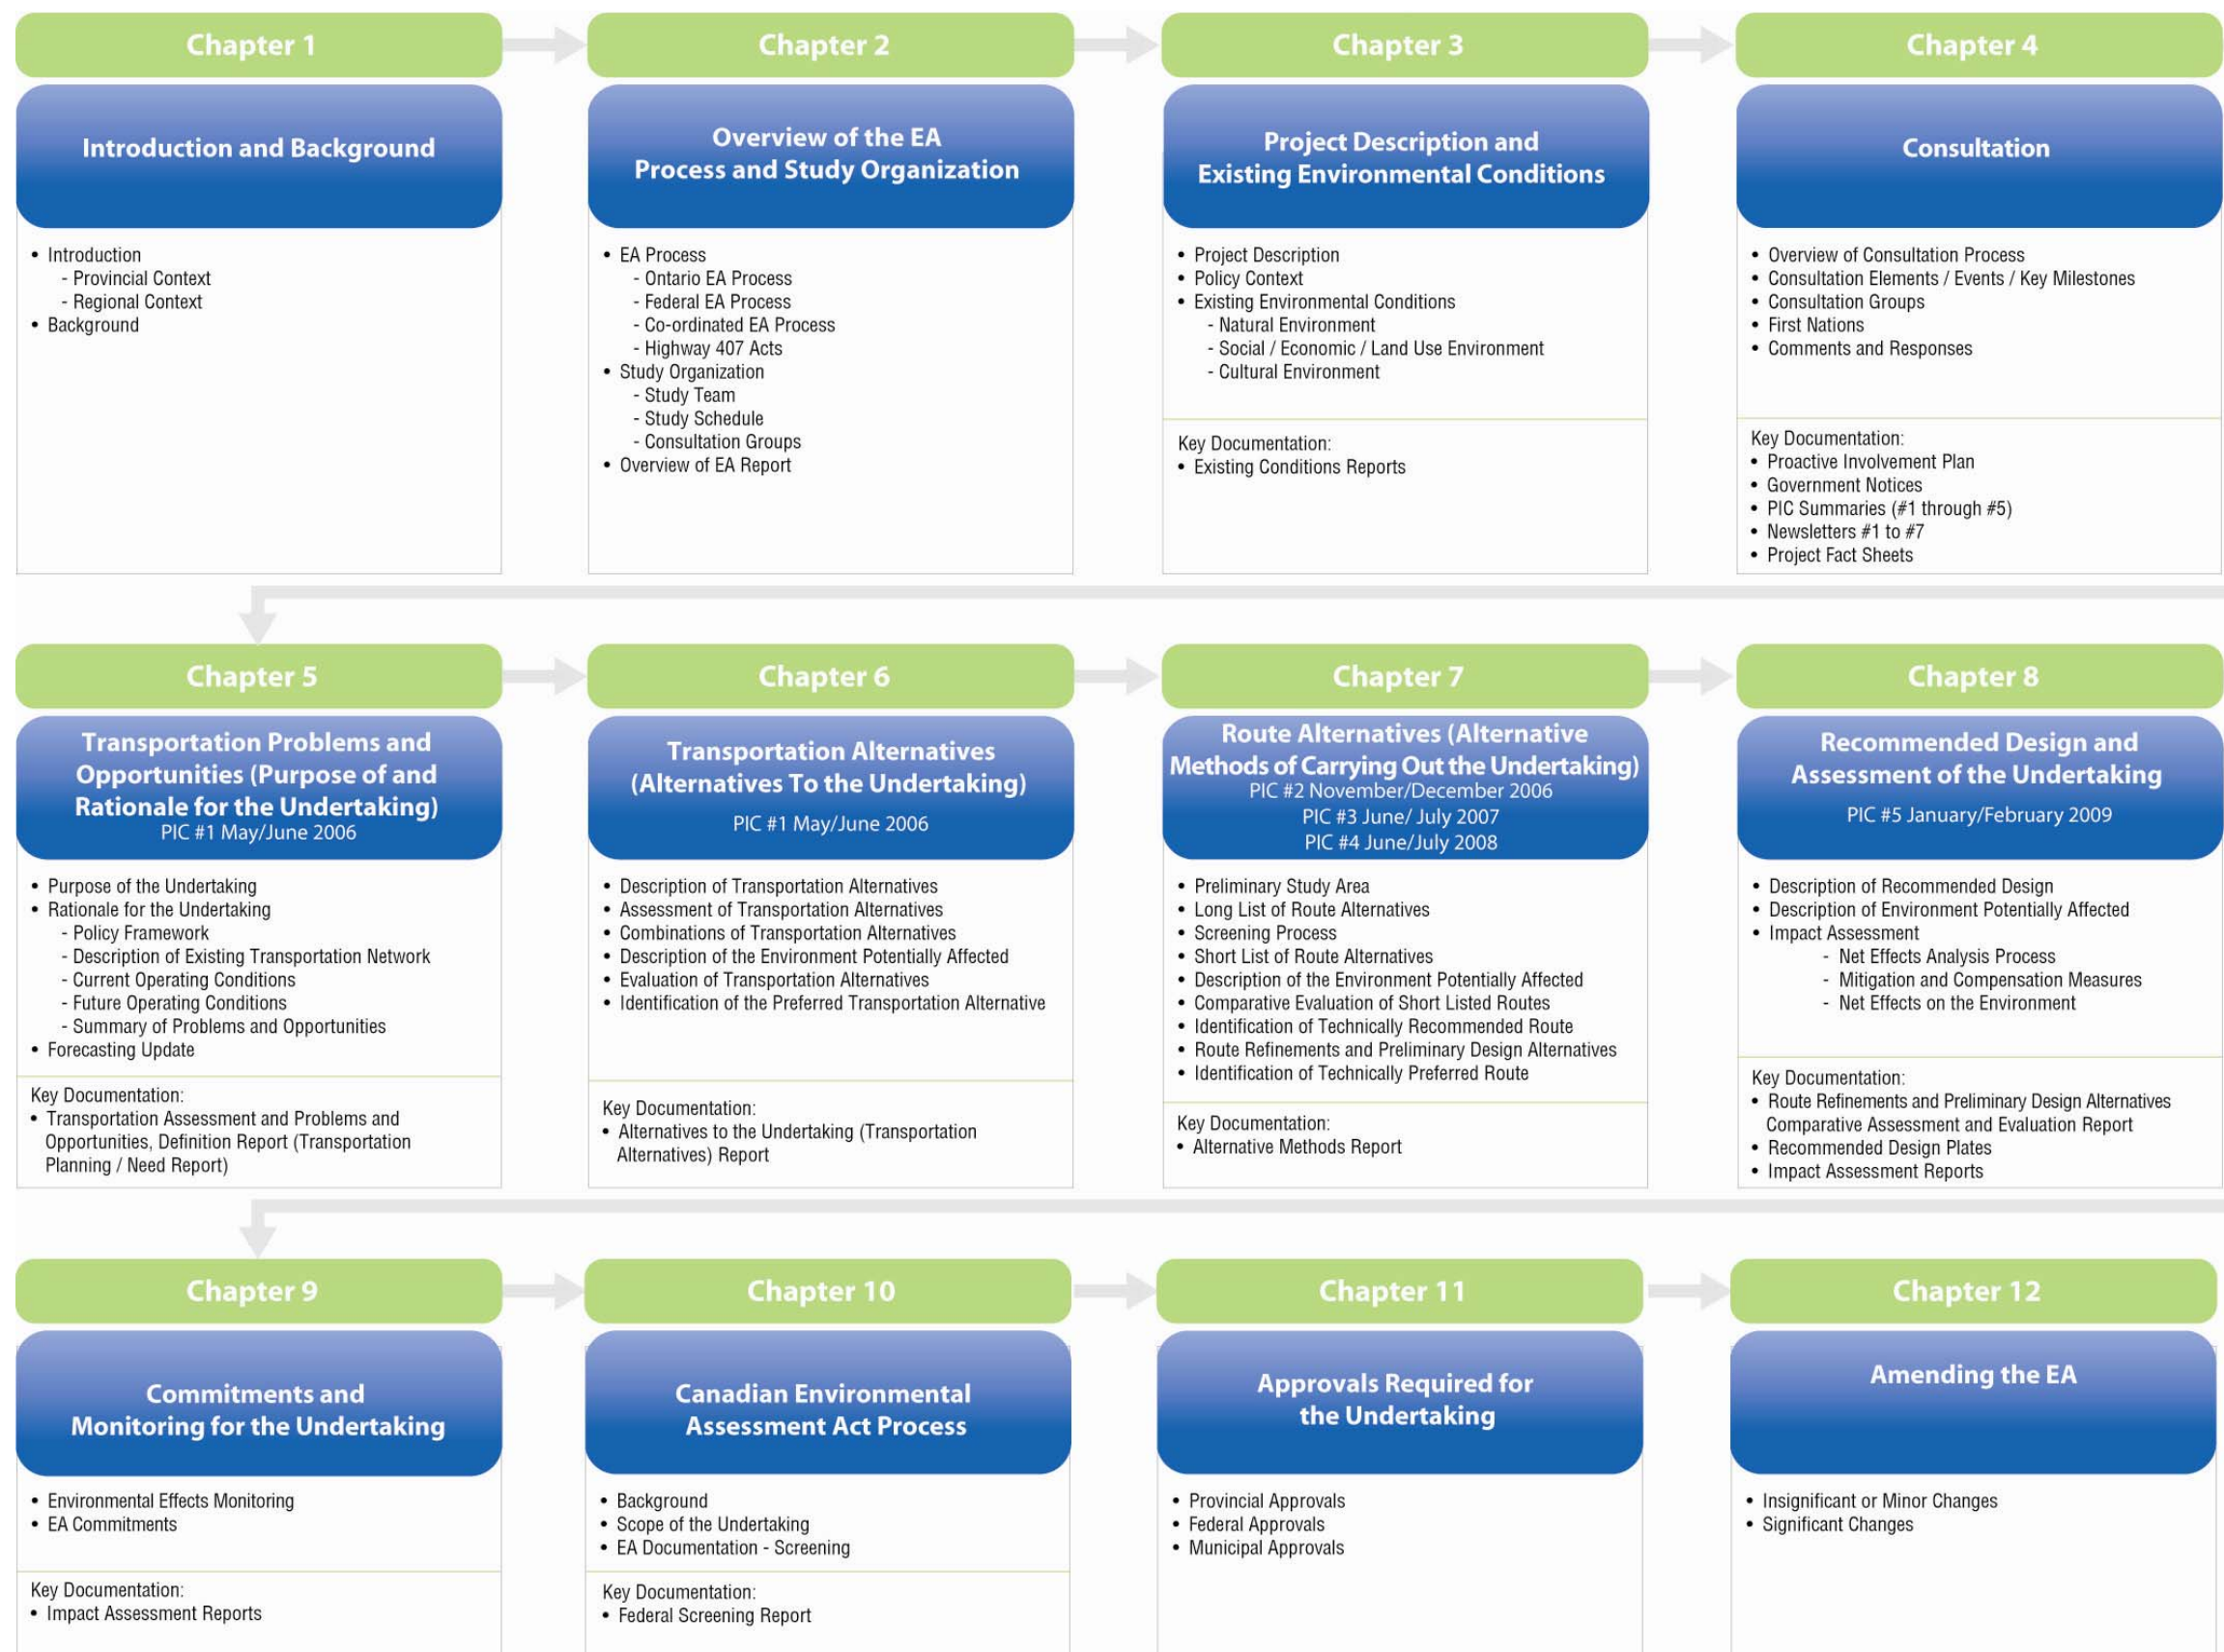 Chapter 1
Introduction and Background
• Introduction
- Provincial Context
- Regional Context
• Background
Chapter 2
Overview of the EA
Process and Study Organization
• EA Process
- Ontario EA Process
- Federal EA Process
- Co-ordinated EA Process
- Highway 407 Acts
• Study Organization
- Study Team
- Study Schedule
- Consultation Groups
• Overview of EA Report
Chapter 3
Project Description and
Existing Environmental Conditions
• Project Description
• Policy Context
• Existing Environmental Conditions
- Natural Environment
- Social / Economic / Land Use Environment
- Cultural Environment
Key Documentation:
• Existing Conditions Reports
Chapter 4
Consultation
• Overview of Consultation Process
• Consultation Elements / Events / Key Milestones
• Consultation Groups
• First Nations
• Comments and Responses
Key Documentation:
• Proactive Involvement Plan
• Government Notices
• PIC Summaries (#1 through #5)
• Newsletters #1 to #7
• Project Fact Sheets
Chapter 5
Transportation Problems and
Opportunities (Purpose of and
Rationale for the Undertaking)
PIC #1 May/June 2006
• Purpose of the Undertaking
• Rationale for the Undertaking
- Policy Framework
- Description of Existing Transportation Network
- Current Operating Conditions
- Future Operating Conditions
- Summary of Problems and Opportunities
• Forecasting Update
Key Documentation:
• Transportation Assessment and Problems and
Opportunities, Definition Report (Transportation
Planning / Need Report)
Chapter 6
Transportation Alternatives
(Alternatives To the Undertaking)
PIC #1 May/June 2006
• Description of Transportation Alternatives
• Assessment of Transportation Alternatives
• Combinations of Transportation Alternatives
• Description of the Environment Potentially Affected
• Evaluation of Transportation Alternatives
• Identification of the Preferred Transportation Alternative
Key Documentation:
• Alternatives to the Undertaking (Transportation
Alternatives) Report
Chapter 7
Route Alternatives (Alternative
Methods of Carrying Out the Undertaking)
PIC #2 November/December 2006
PIC #3 June/ July 2007
PIC #4 June/July 2008
• Preliminary Study Area
• Long List of Route Alternatives
• Screening Process
• Short List of Route Alternatives
• Description of the Environment Potentially Affected
• Comparative Evaluation of Short Listed Routes
• Identification of Technically Recommended Route
• Route Refinements and Preliminary Design Alternatives
• Identification of Technically Preferred Route
Key Documentation:
• Alternative Methods Report
Chapter 8
Recommended Design and
Assessment of the Undertaking
PIC #5 January/February 2009
• Description of Recommended Design
• Description of Environment Potentially Affected
• Impact Assessment
- Net Effects Analysis Process
- Mitigation and Compensation Measures
- Net Effects on the Environment
Key Documentation:
• Route Refinements and Preliminary Design Alternatives
Comparative Assessment and Evaluation Report
• Recommended Design Plates
• Impact Assessment Reports
Chapter 9
Commitments and
Monitoring for the Undertaking
• Environmental Effects Monitoring
• EA Commitments
Key Documentation:
• Impact Assessment Reports
Chapter 10
Canadian Environmental
Assessment Act Process
• Background
• Scope of the Undertaking
• EA Documentation - Screening
Key Documentation:
• Federal Screening Report
Chapter 11
Approvals Required for
the Undertaking
• Provincial Approvals
• Federal Approvals
• Municipal Approvals
Chapter 12
Amending the EA
• Insignificant or Minor Changes
• Significant Changes